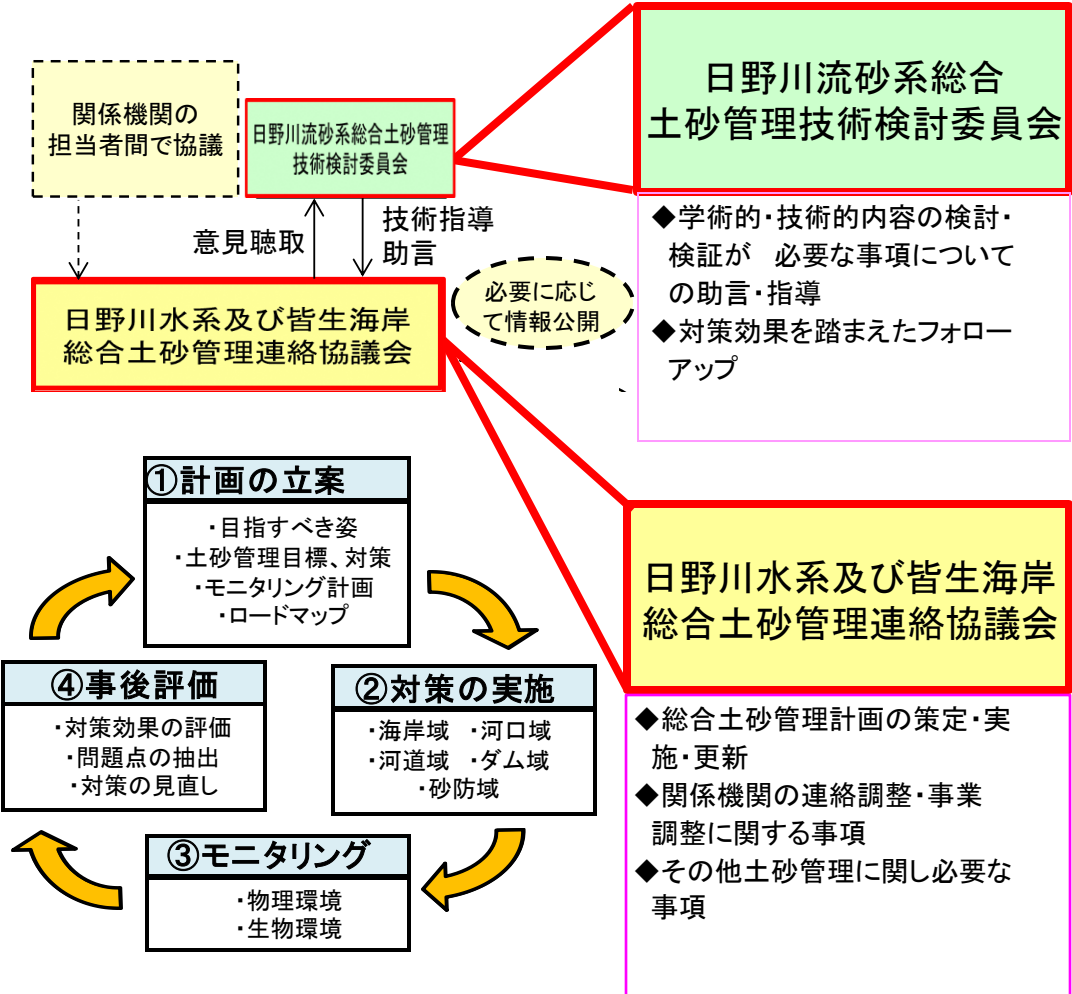 関係機関の
担当者間で協議
日野川流砂系総合土砂管理
技術検討委員会
意見聴取
技術指導
助言
日野川水系及び皆生海岸
総合土砂管理連絡協議会
必要に応じ
て情報公開
日野川流砂系総合
土砂管理技術検討委員会
◆学術的・技術的内容の検討・
検証が　必要な事項について
の助言・指導
◆対策効果を踏まえたフォロー
アップ
①計画の立案
・目指すべき姿
・土砂管理目標、対策
・モニタリング計画
・ロードマップ
②対策の実施
・海岸域　・河口域
・河道域　・ダム域
・砂防域
③モニタリング
・物理環境
・生物環境
④事後評価
・対策効果の評価
・問題点の抽出
・対策の見直し
日野川水系及び皆生海岸
総合土砂管理連絡協議会
◆総合土砂管理計画の策定・実
施・更新
◆関係機関の連絡調整・事業
調整に関する事項
◆その他土砂管理に関し必要な
事項